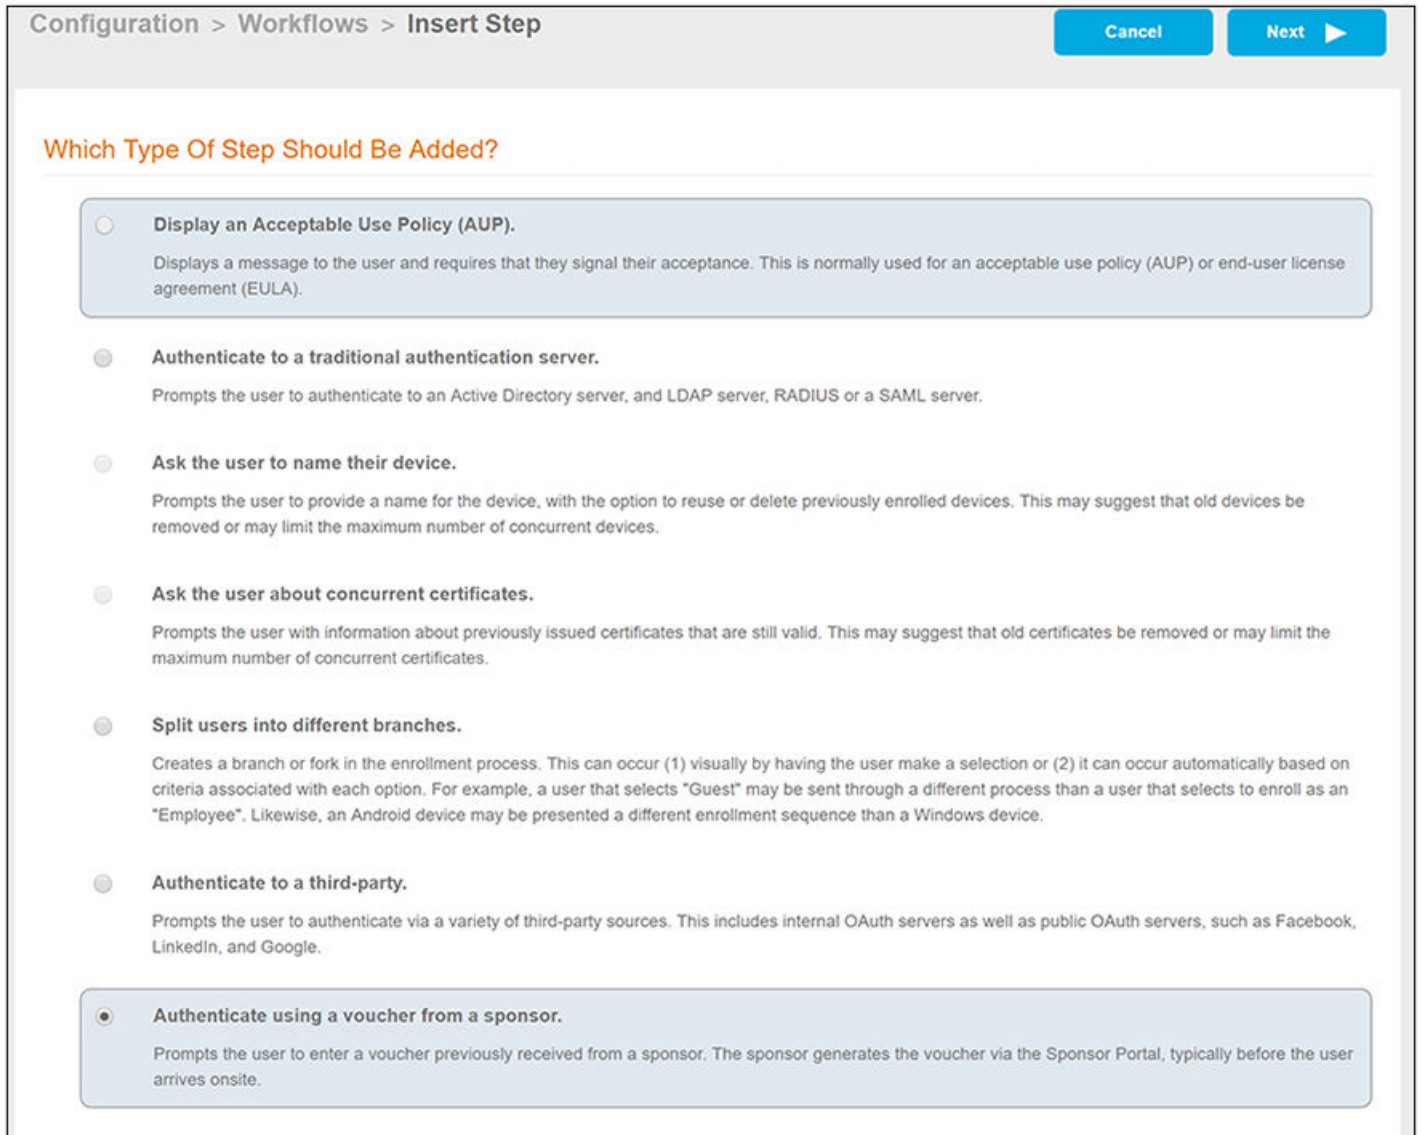 Configuration > Workflows > Insert Step
Cancel
Next
Which Type Of Step Should Be Added?
Display an Acceptable Use Policy (AUP).
Displays a message to the user and requires that they signal their acceptance. This is normally used for an acceptable use policy (AUP) or end-user license
agreement (EULA).
Authenticate to a traditional authentication server.
Prompts the user to authenticate to an Active Directory server, and LDAP server, RADIUS or a SAML server.
Ask the user to name their device.
Prompts the user to provide a name for the device, with the option to reuse or delete previously enrolled devices. This may suggest that old devices be
removed or may limit the maximum number of concurrent devices.
Ask the user about concurrent certificates.
Prompts the user with information about previously issued certificates that are still valid. This may suggest that old certificates be removed or may limit the
maximum number of concurrent certificates.
Split users into different branches.
Creates a branch or fork in the enrollment process. This can occur (1) visually by having the user make a selection or (2) it can occur automatically based on
criteria associated with each option. For example, a user that selects "Guest" may be sent through a different process than a user that selects to enroll as an
"Employee". Likewise, an Android device may be presented a different enrollment sequence than a Windows device.
Authenticate to a third-party.
Prompts the user to authenticate via a variety of third-party sources. This includes internal OAuth servers as well as public OAuth servers, such as Facebook,
LinkedIn, and Google.
Authenticate using a voucher from a sponsor.
Prompts the user to enter a voucher previously received from a sponsor. The sponsor generates the voucher via the Sponsor Portal, typically before the user
arrives onsite.